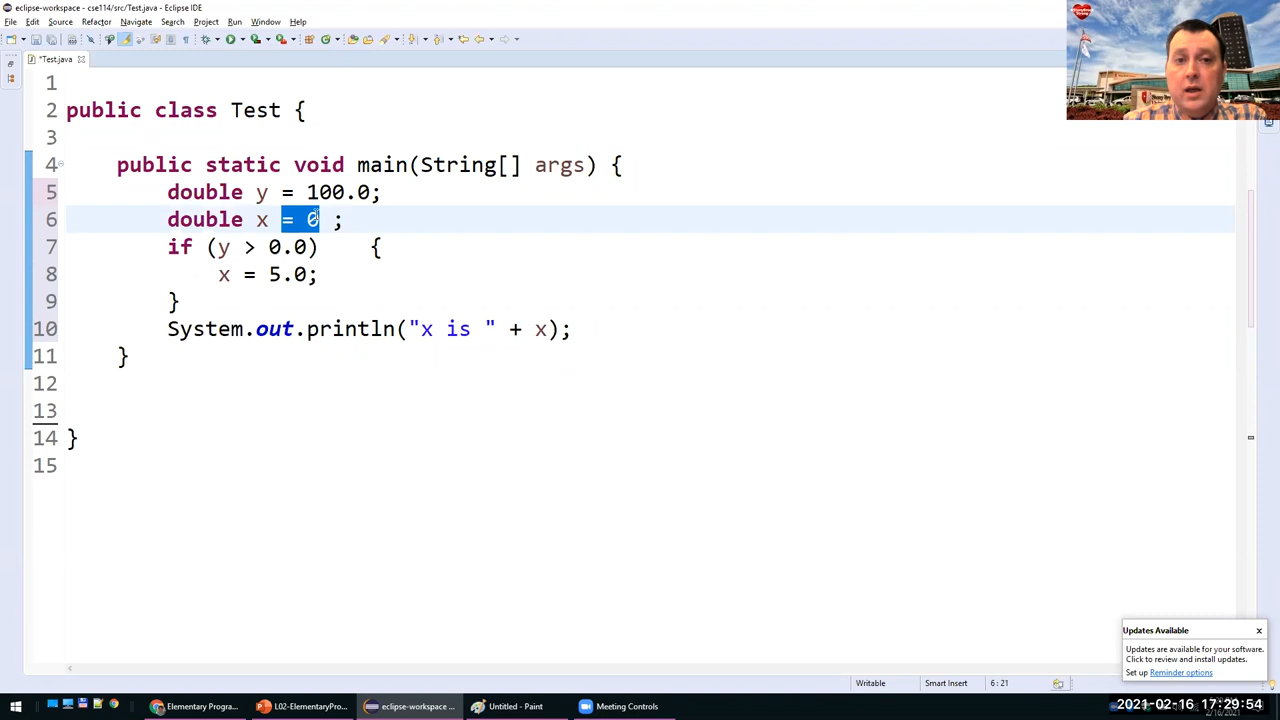 eclipse-workspace - cse114/src/Test.java - Eclipse IDE
File Edit Source Refactor Navigate Search Project Run Window Help
*Test.java
1
2 public class Test {
3
4 public static void main(String[] args) {
5 double y = 100.0;
6 double x = 0 ;
7 if (y > 0.0) {
8 x = 5.0;
9 }
10 System.out.println("x is " + x);
11 }
12
13
14 }
15
Updates Available x
Updates are available for your software.
Click to review and install updates.
Set up Reminder options
Writable Smart Insert 6 : 21
Elementary Progra... L02-ElementaryPro... eclipse-workspace ... Untitled - Paint Meeting Controls
2021-02-16 17:29:54